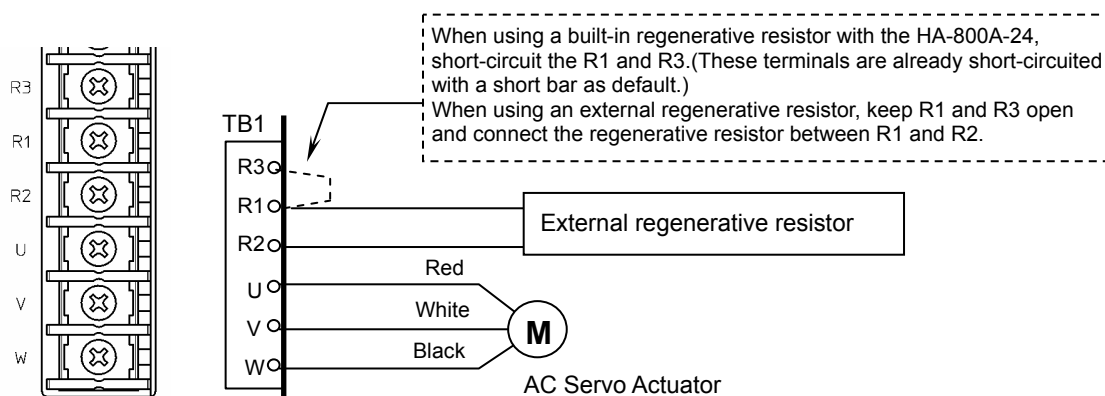 When using a built-in regenerative resistor with the HA-800A-24,
short-circuit the R1 and R3.(These terminals are already short-circuited
with a short bar as default.)
When using an external regenerative resistor, keep R1 and R3 open
and connect the regenerative resistor between R1 and R2.
R3
R1
R2
U
V
W
TB1
R3
R1
R2
U
V
W
External regenerative resistor
Red
White
Black
M
AC Servo Actuator